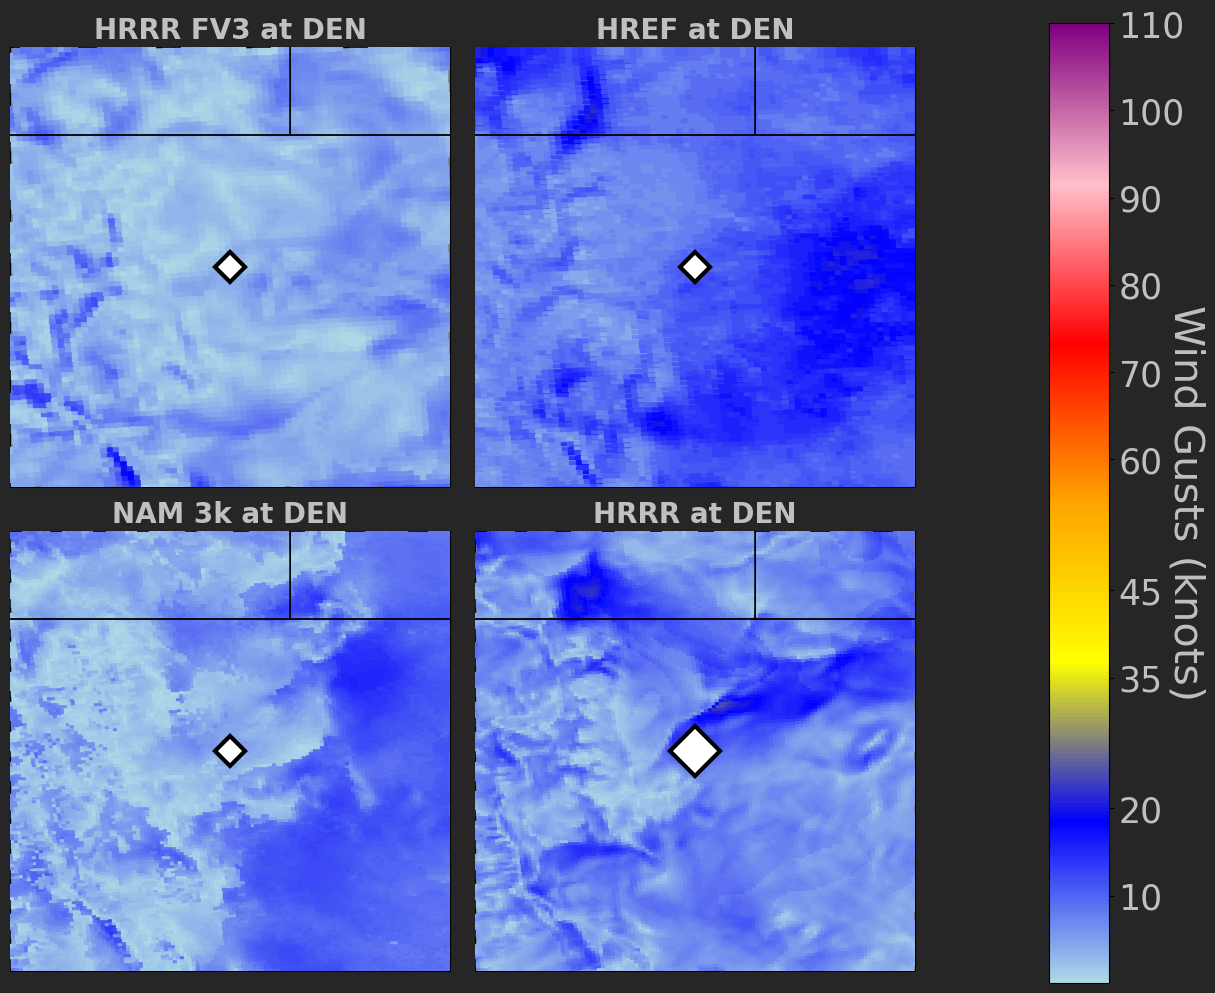 HRRR FV3 at DEN
HREF at DEN
NAM 3k at DEN
HRRR at DEN
110
100
90
80
70
60
45
35
20
10
Wind Gusts (knots)